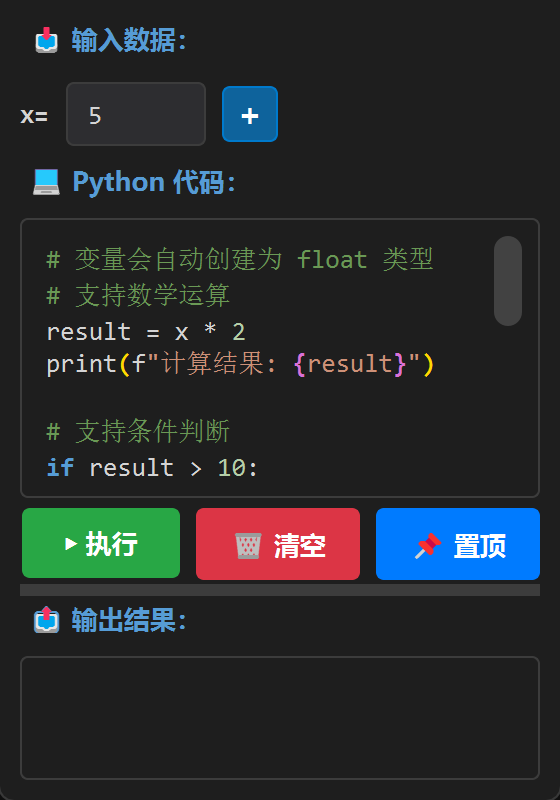 输入数据：
x= 5 +
Python 代码：
# 变量会自动创建为 float 类型
# 支持数学运算
result = x * 2
print(f"计算结果: {result}")
# 支持条件判断
if result > 10:
执行 清空 置顶
输出结果：